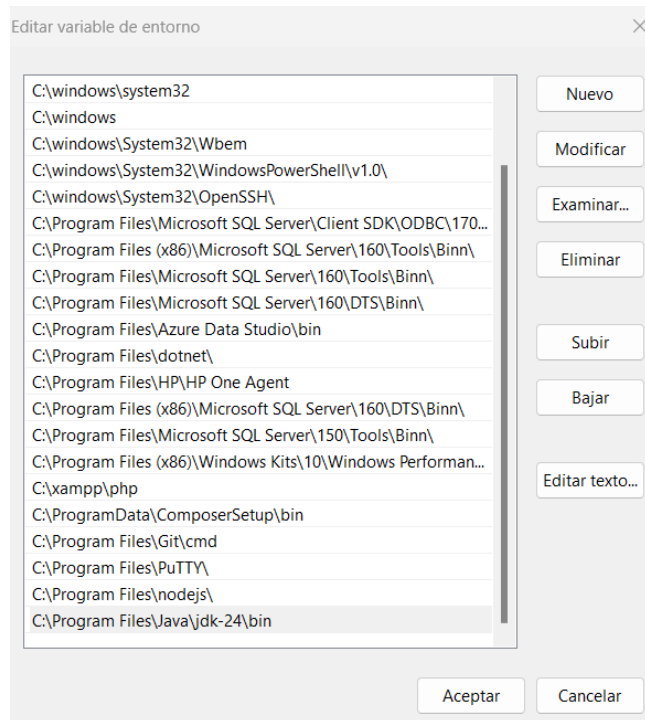 Editar variable de entorno
C:\windows\system32
C:\windows
C:\windows\System32\Wbem
C:\windows\System32\WindowsPowerShell\v1.0\
C:\windows\System32\OpenSSH\
C:\Program Files\Microsoft SQL Server\Client SDK\ODBC\170...
C:\Program Files (x86)\Microsoft SQL Server\160\Tools\Binn\
C:\Program Files\Microsoft SQL Server\160\Tools\Binn\
C:\Program Files\Microsoft SQL Server\160\DTS\Binn\
C:\Program Files\Azure Data Studio\bin
C:\Program Files\dotnet\
C:\Program Files\HP\HP One Agent
C:\Program Files (x86)\Microsoft SQL Server\160\DTS\Binn\
C:\Program Files\Microsoft SQL Server\150\Tools\Binn\
C:\Program Files (x86)\Windows Kits\10\Windows Performan...
C:\xampp\php
C:\ProgramData\ComposerSetup\bin
C:\Program Files\Git\cmd
C:\Program Files\PuTTY\
C:\Program Files\nodejs\
C:\Program Files\Java\jdk-24\bin
Nuevo
Modificar
Examinar...
Eliminar
Subir
Bajar
Editar texto...
Aceptar
Cancelar